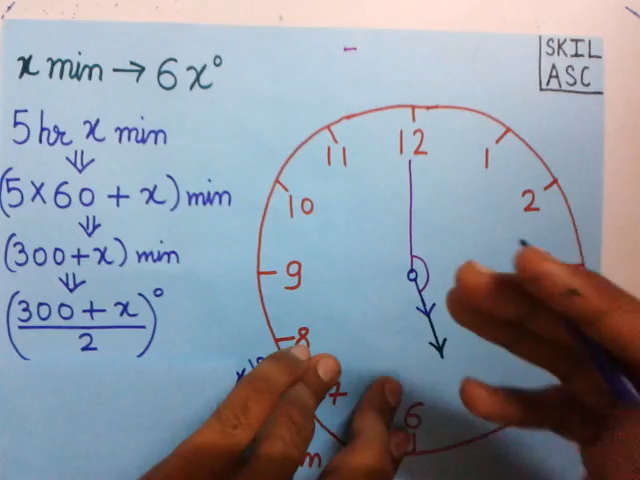 x min → 6x°
SKIL
ASC
5 hr x min
⇓
(5×60 + x) min
⇓
(300 + x) min
⇓
(300 + x / 2)°
12
11
1
10
2
9
8
7
6